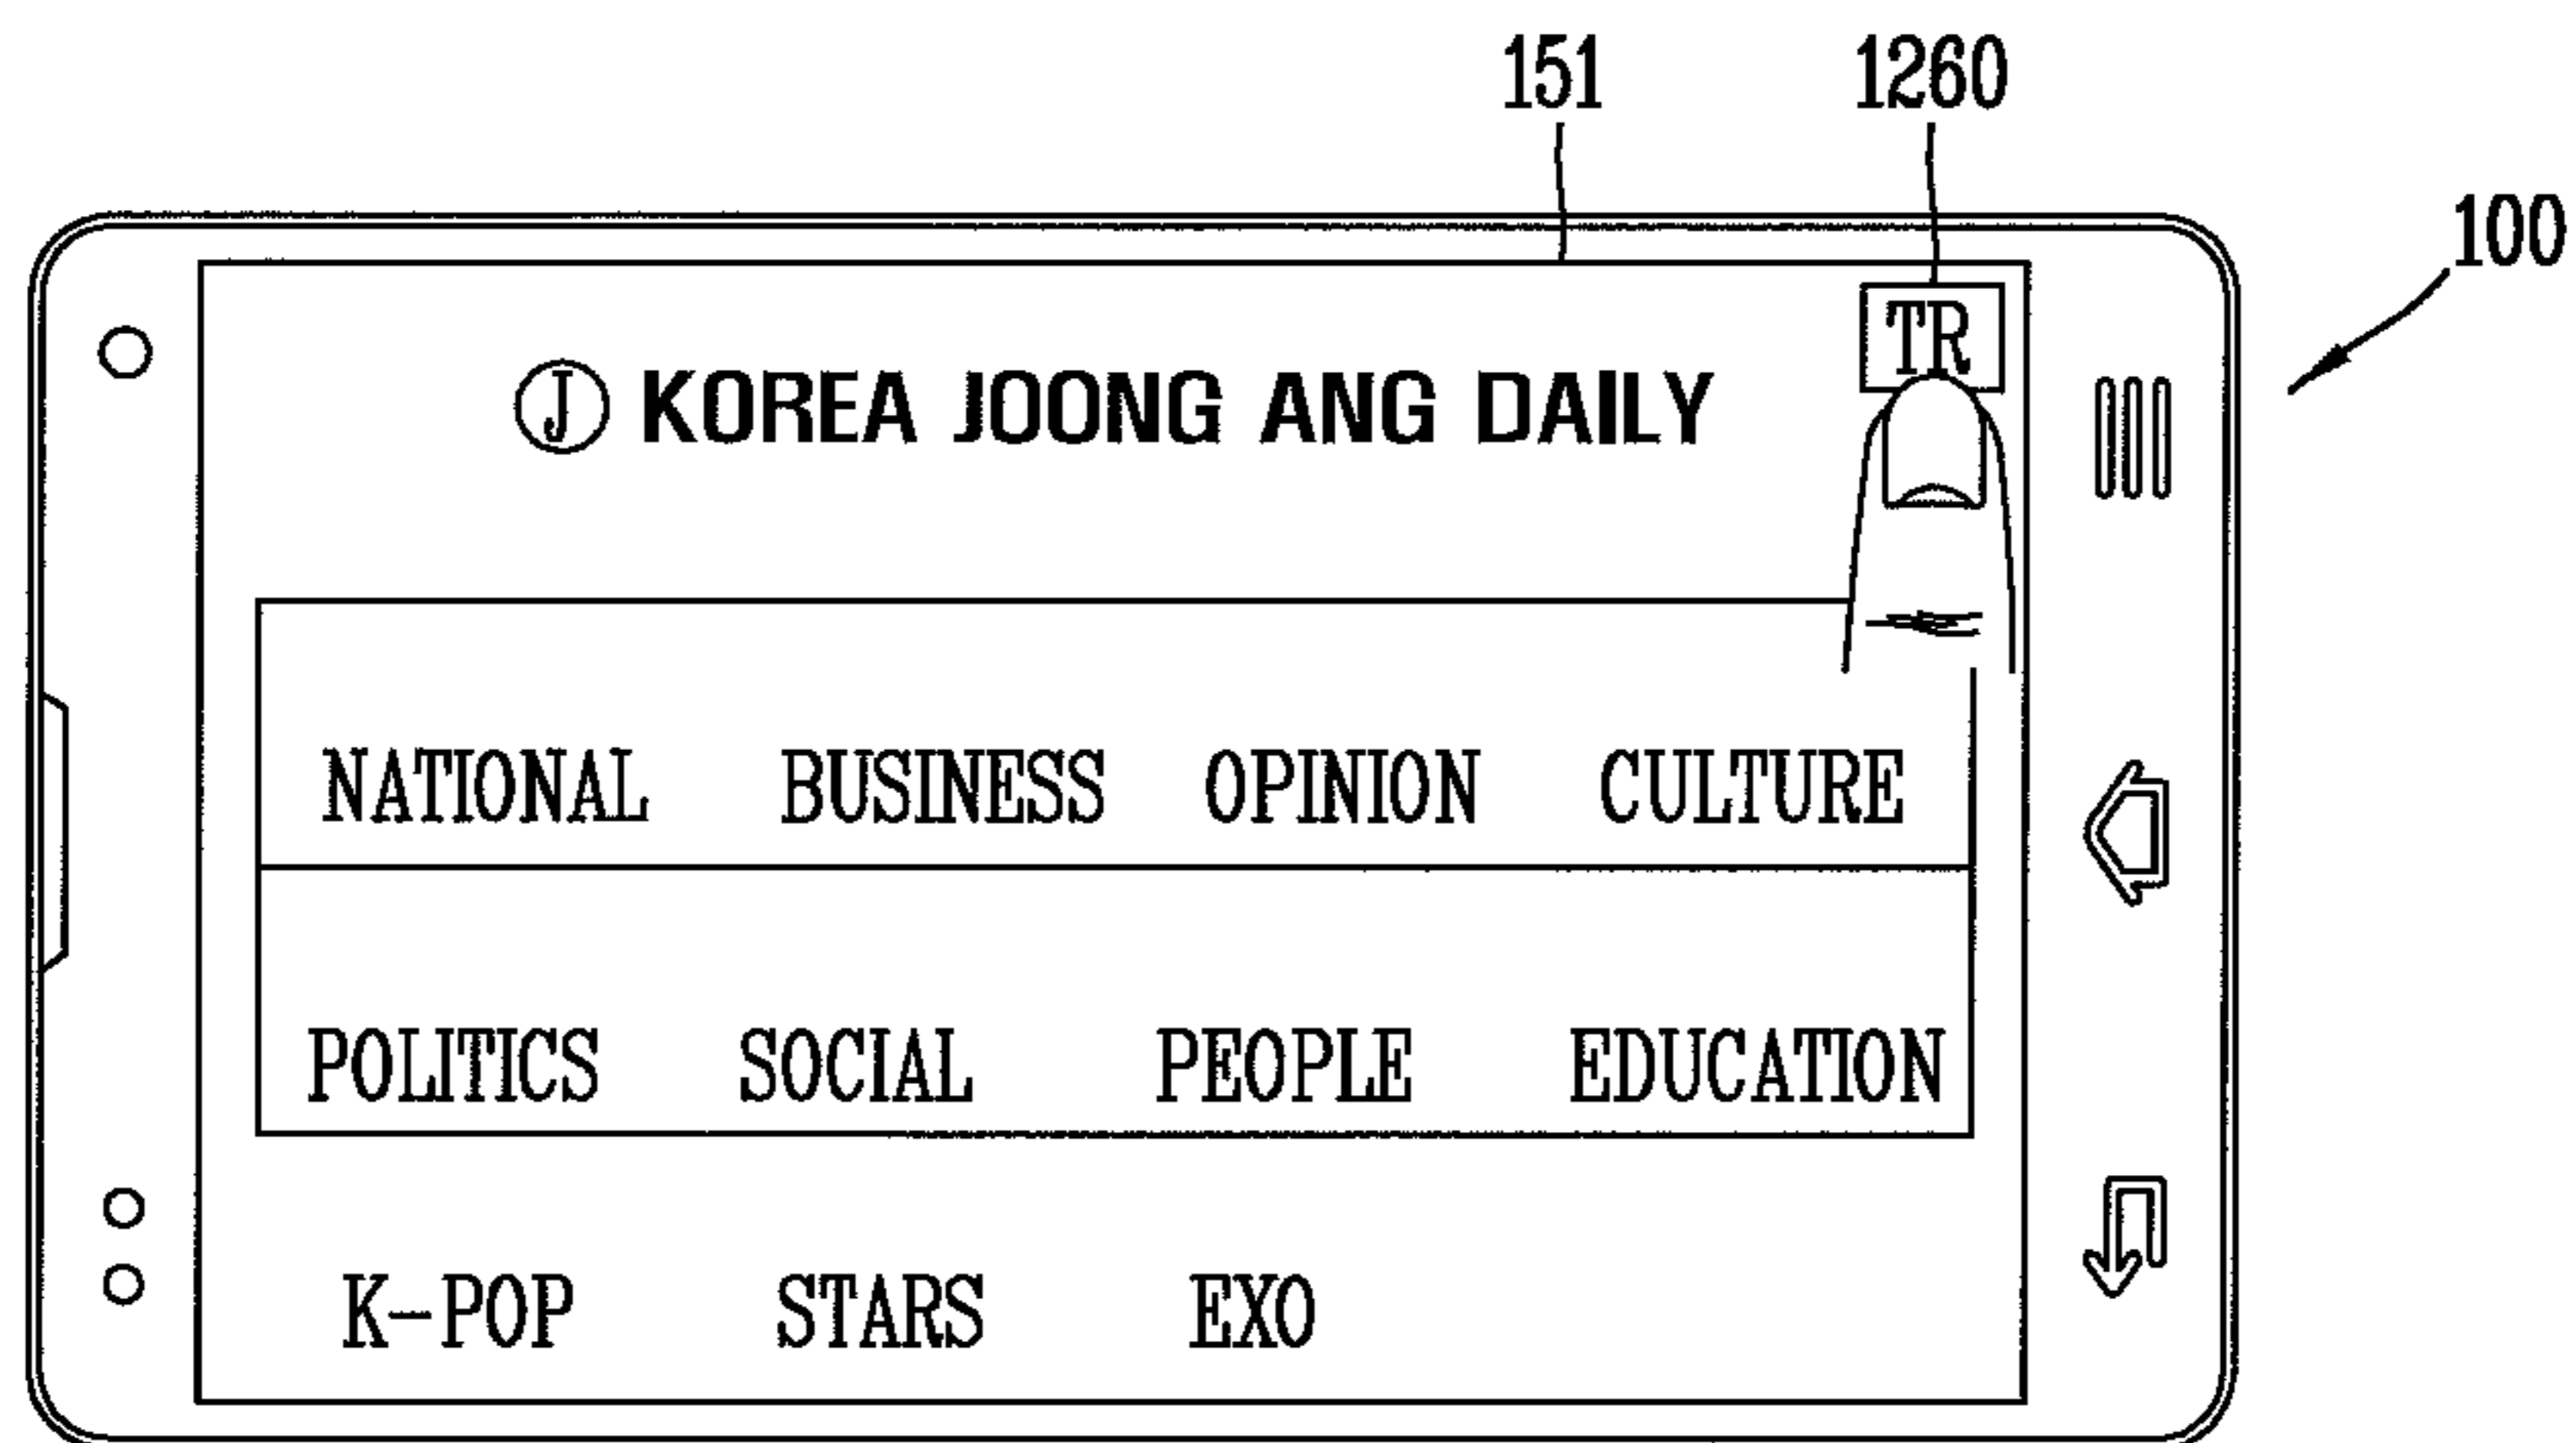 151 1260
100
TR
J KOREA JOONG ANG DAILY
NATIONAL BUSINESS OPINION CULTURE
POLITICS SOCIAL PEOPLE EDUCATION
K-POP STARS EXO